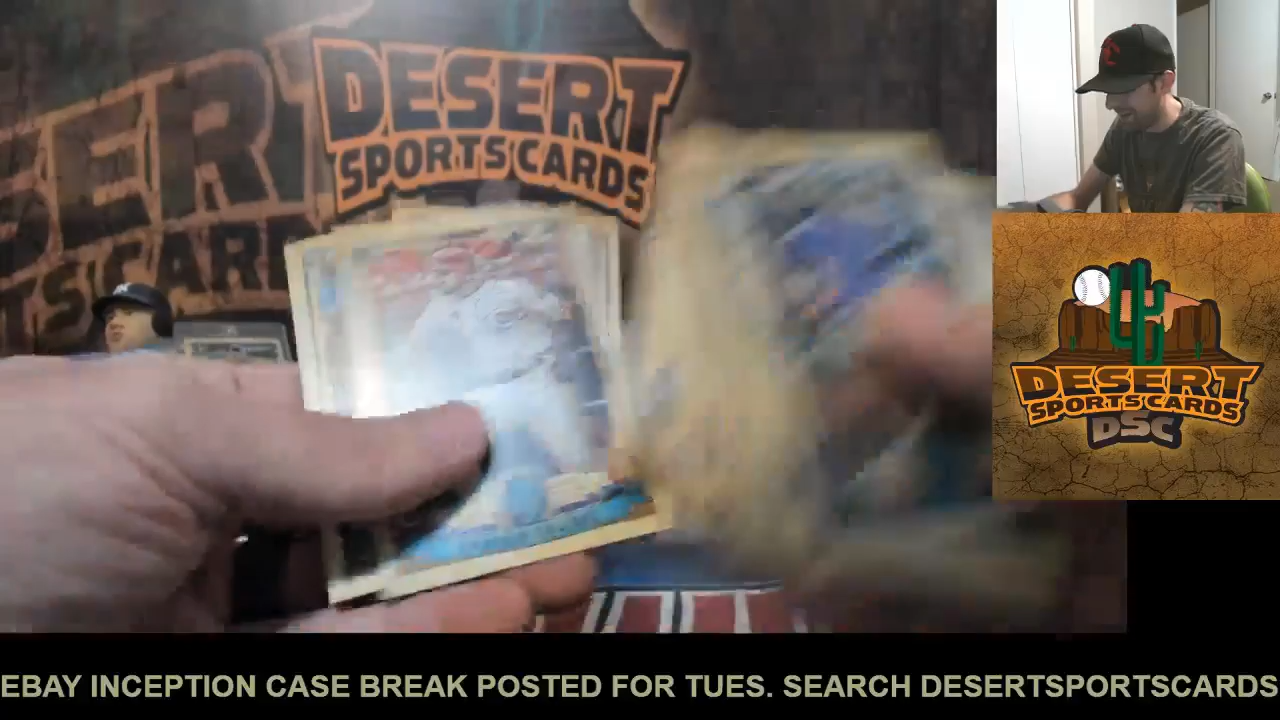 DESERT
SPORTS CARDS
DESERT
SPORTS CARDS
DSC
EBAY INCEPTION CASE BREAK POSTED FOR TUES. SEARCH DESERTSPORTSCARDS